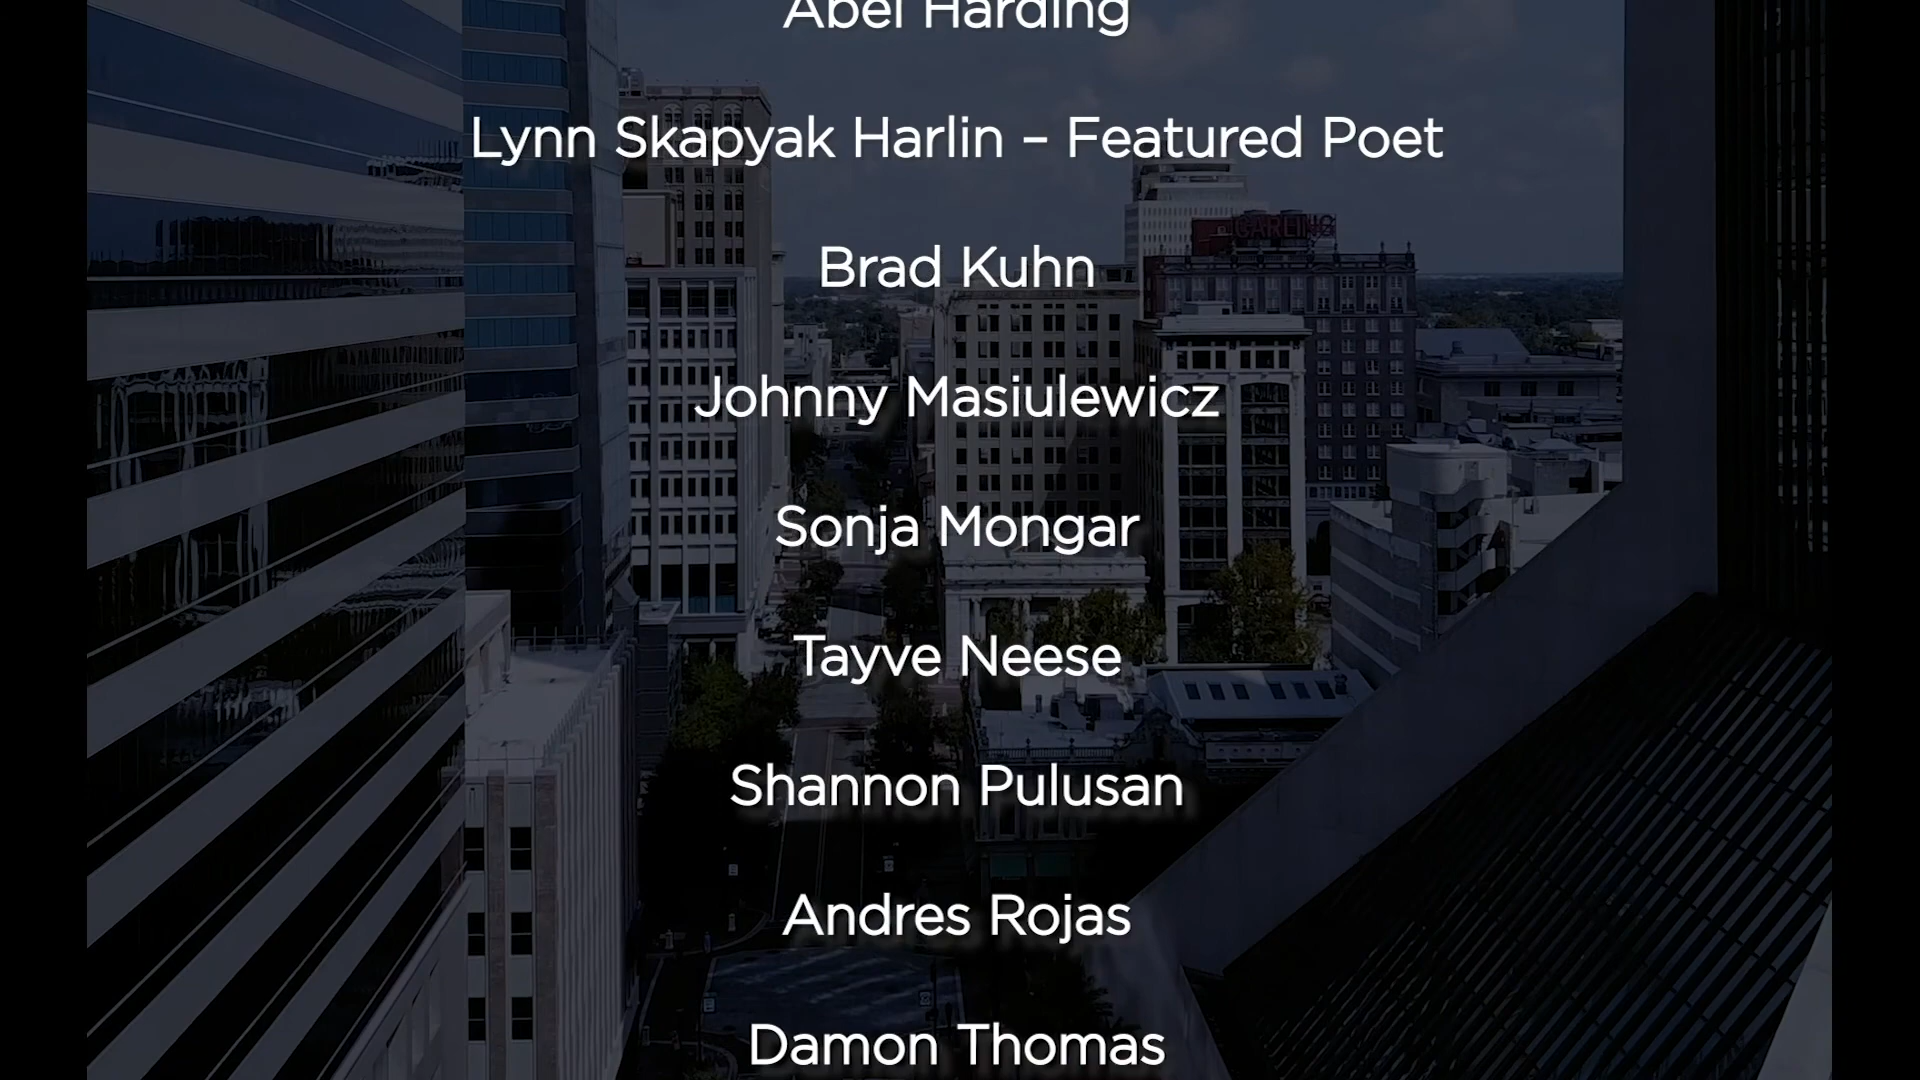 Abel Harding
Lynn Skapyak Harlin – Featured Poet
CARLING
Brad Kuhn
Johnny Masiulewicz
Sonja Mongar
Tayve Neese
Shannon Pulusan
Andres Rojas
Damon Thomas